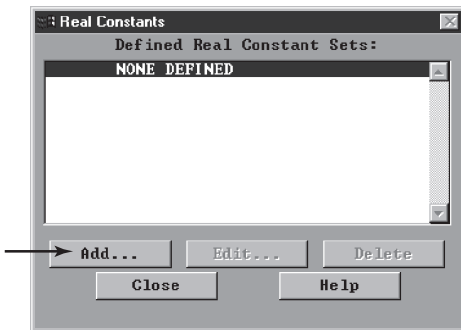 Real Constants
Defined Real Constant Sets:
NONE DEFINED
Add... Edit... Delete
Close Help